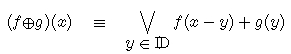 (f⊕g)(x) ≡ ⋁ f(x − y) + g(y)
y ∈ 𝔻